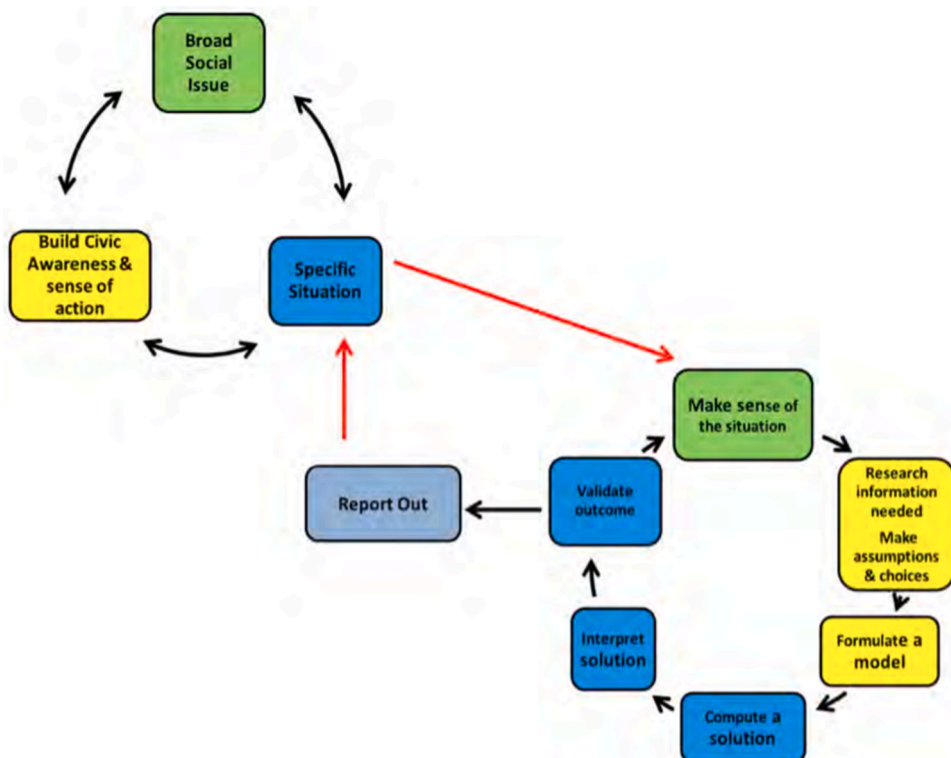 Broad
Social
Issue
Build Civic
Awareness &
sense of
action
Specific
Situation
Make sense of
the situation
Research
information
needed
Make
assumptions
& choices
Validate
outcome
Report Out
Interpret
solution
Formulate a
model
Compute a
solution